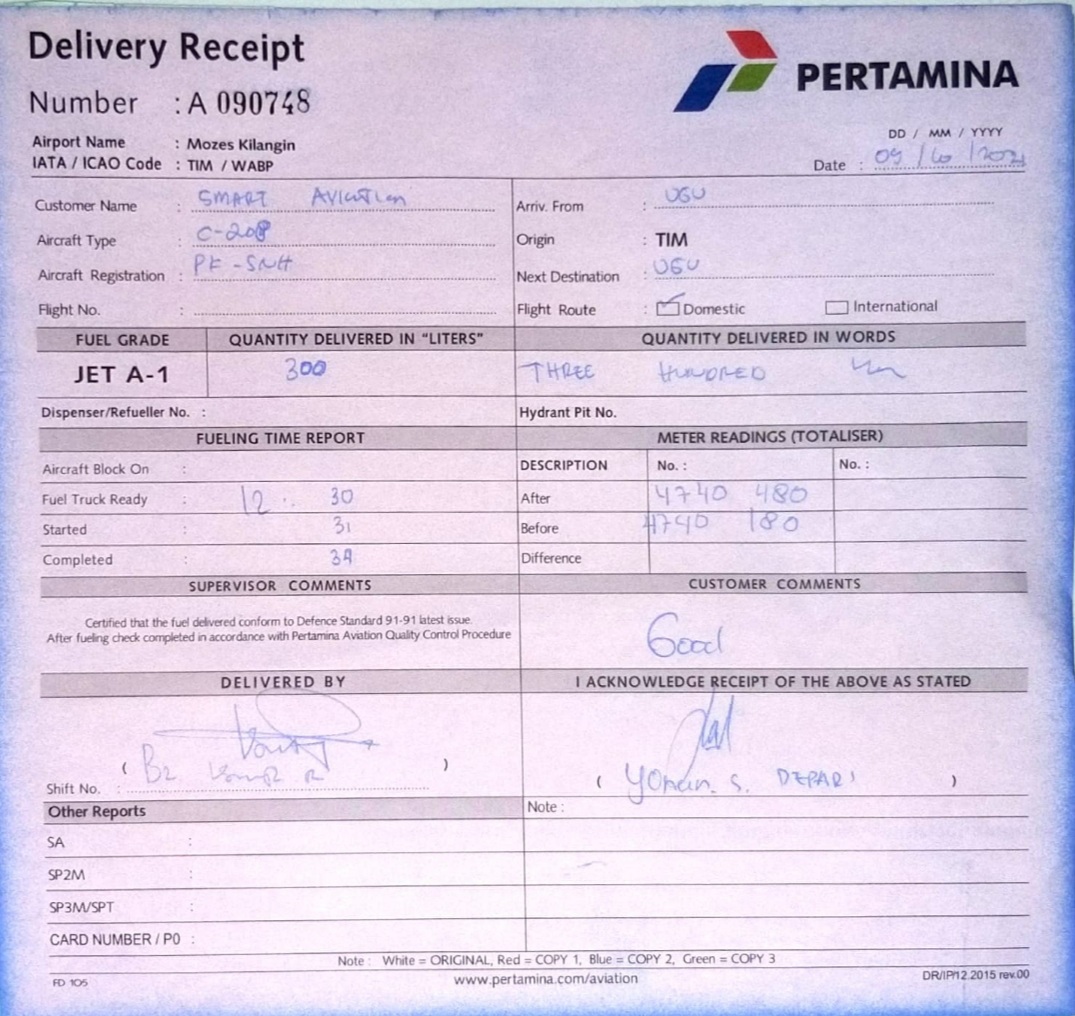 Delivery Receipt
PERTAMINA
Number : A 090748
Airport Name : Mozes Kilangin
IATA / ICAO Code : TIM / WABP
DD / MM / YYYY
Date :
Customer Name : SMART AVIATION
Arriv. From :
Aircraft Type : C-208
Origin : TIM
Aircraft Registration : PK-SNH
Next Destination :
Flight No. :
Flight Route : Domestic International
FUEL GRADE QUANTITY DELIVERED IN "LITERS" QUANTITY DELIVERED IN WORDS
JET A-1 300 THREE HUNDRED
Dispenser/Refueller No. : Hydrant Pit No.
FUELING TIME REPORT METER READINGS (TOTALISER)
Aircraft Block On : DESCRIPTION No. : No. :
Fuel Truck Ready : 12 : 30 After 4740 480
Started : 31 Before 4740 180
Completed : 34 Difference
SUPERVISOR COMMENTS CUSTOMER COMMENTS
Certified that the fuel delivered conform to Defence Standard 91-91 latest issue.
After fueling check completed in accordance with Pertamina Aviation Quality Control Procedure
Good
DELIVERED BY I ACKNOWLEDGE RECEIPT OF THE ABOVE AS STATED
( B2 )
Shift No. :
( Yohan. S. DEPARI )
Other Reports Note :
SA :
SP2M :
SP3M/SPT :
CARD NUMBER / P0 :
Note : White = ORIGINAL, Red = COPY 1, Blue = COPY 2, Green = COPY 3
FD 105 www.pertamina.com/aviation DR/IP/12.2015 rev.00